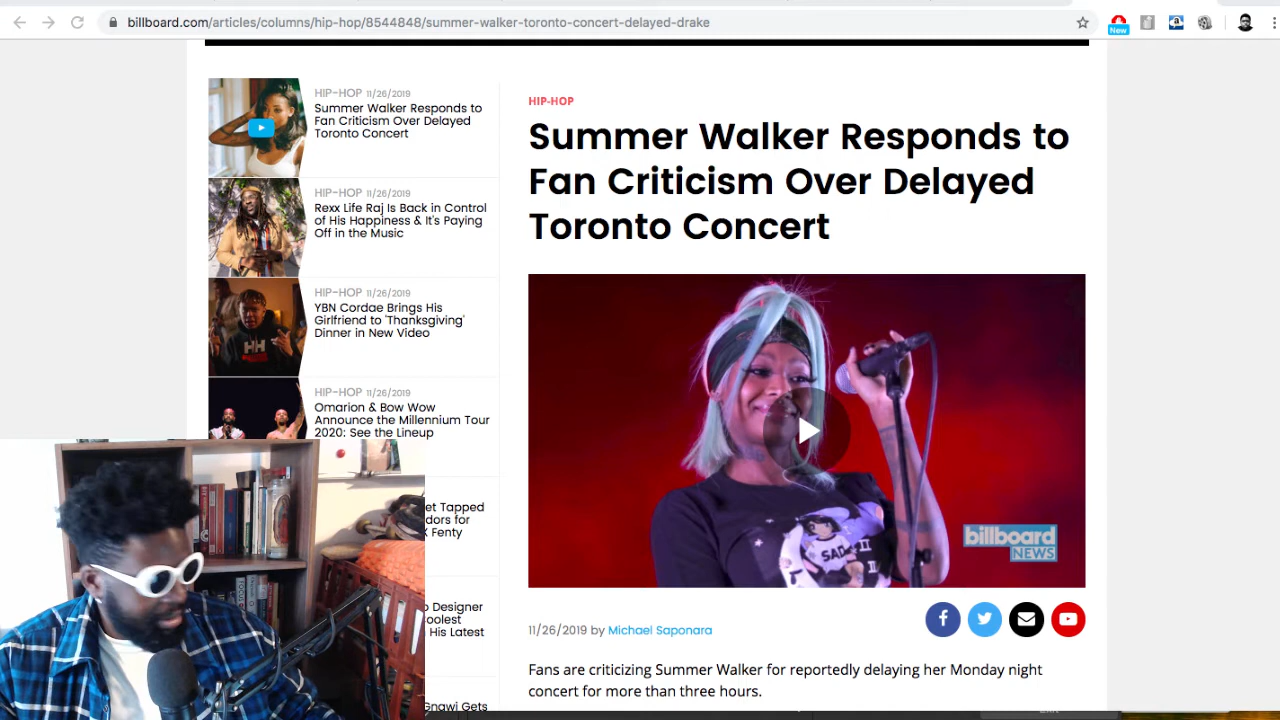 billboard.com/articles/columns/hip-hop/8544848/summer-walker-toronto-concert-delayed-drake
New
HIP-HOP 11/26/2019
Summer Walker Responds to
Fan Criticism Over Delayed
Toronto Concert
HIP-HOP 11/26/2019
Rexx Life Raj Is Back in Control
of His Happiness & It's Paying
Off in the Music
HIP-HOP 11/26/2019
YBN Cordae Brings His
Girlfriend to 'Thanksgiving'
Dinner in New Video
HIP-HOP 11/26/2019
Omarion & Bow Wow
Announce the Millennium Tour
2020: See the Lineup
et Tapped
dors for
Fenty
Designer
oolest
His Latest
Gnawi Gets
HIP-HOP
Summer Walker Responds to
Fan Criticism Over Delayed
Toronto Concert
SAD
billboard
NEWS
11/26/2019 by Michael Saponara
Fans are criticizing Summer Walker for reportedly delaying her Monday night
concert for more than three hours.